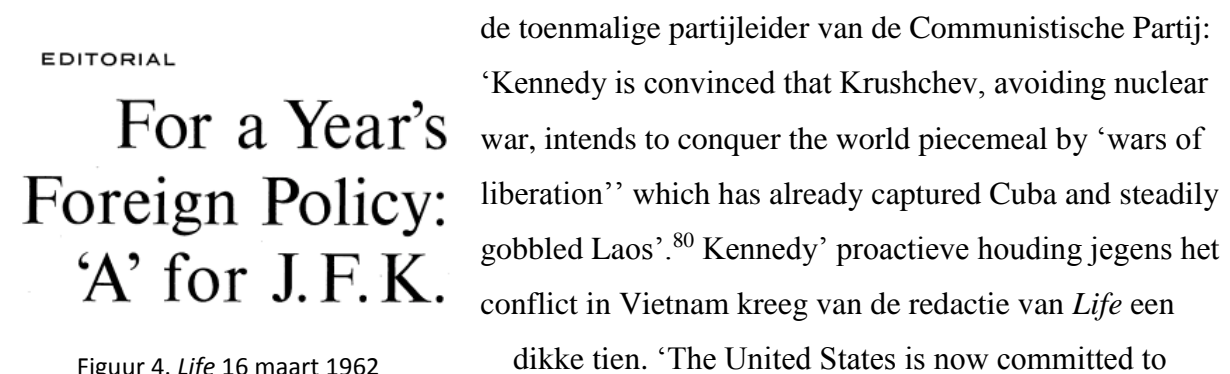 EDITORIAL
For a Year's
Foreign Policy:
‘A’ for J. F. K.
Figuur 4. Life 16 maart 1962
de toenmalige partijleider van de Communistische Partij:
‘Kennedy is convinced that Krushchev, avoiding nuclear
war, intends to conquer the world piecemeal by ‘wars of
liberation’’ which has already captured Cuba and steadily
gobbled Laos’.80 Kennedy’ proactieve houding jegens het
conflict in Vietnam kreeg van de redactie van Life een
dikke tien. ‘The United States is now committed to